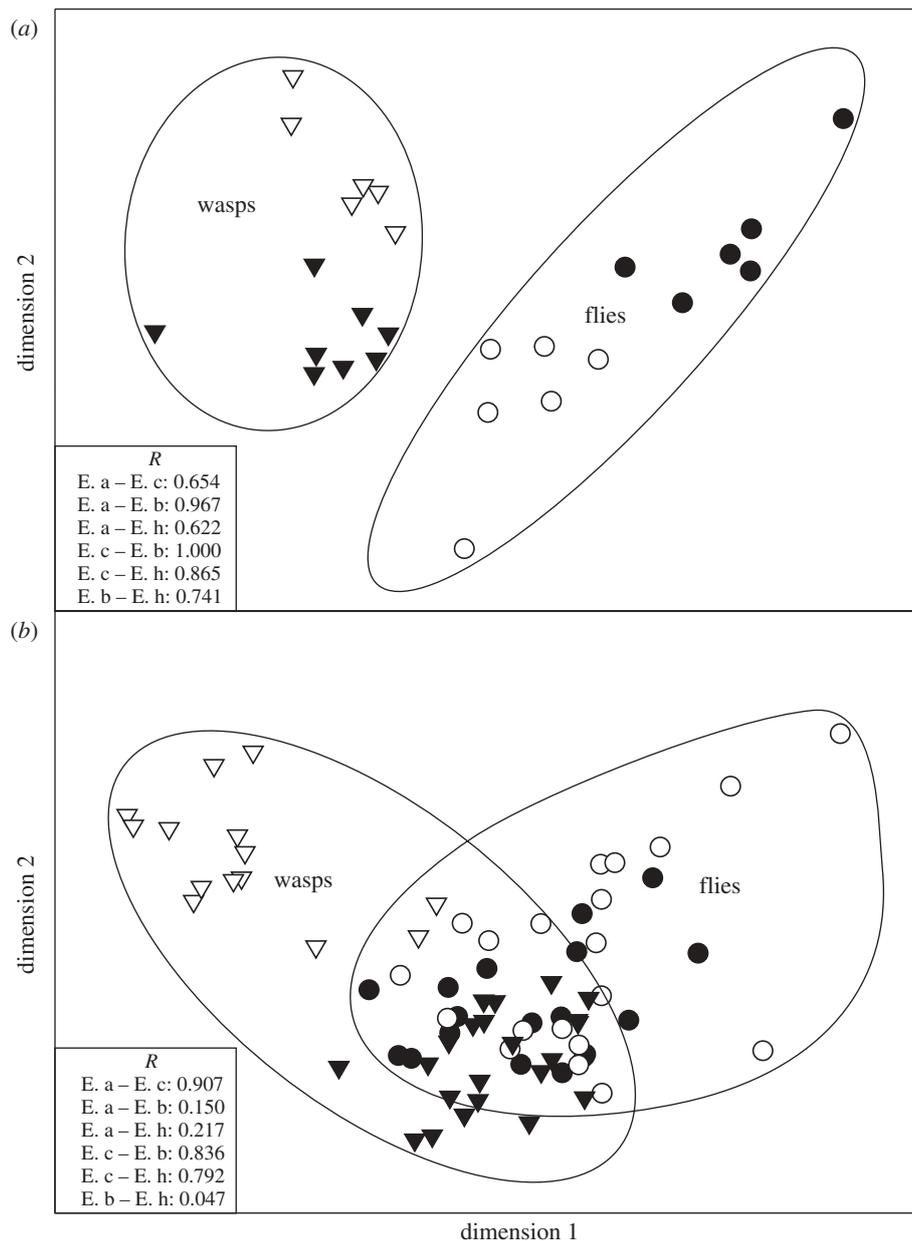 (a)
wasps
flies
dimension 2
R
E. a – E. c: 0.654
E. a – E. b: 0.967
E. a – E. h: 0.622
E. c – E. b: 1.000
E. c – E. h: 0.865
E. b – E. h: 0.741
(b)
wasps
flies
dimension 2
R
E. a – E. c: 0.907
E. a – E. b: 0.150
E. a – E. h: 0.217
E. c – E. b: 0.836
E. c – E. h: 0.792
E. b – E. h: 0.047
dimension 1